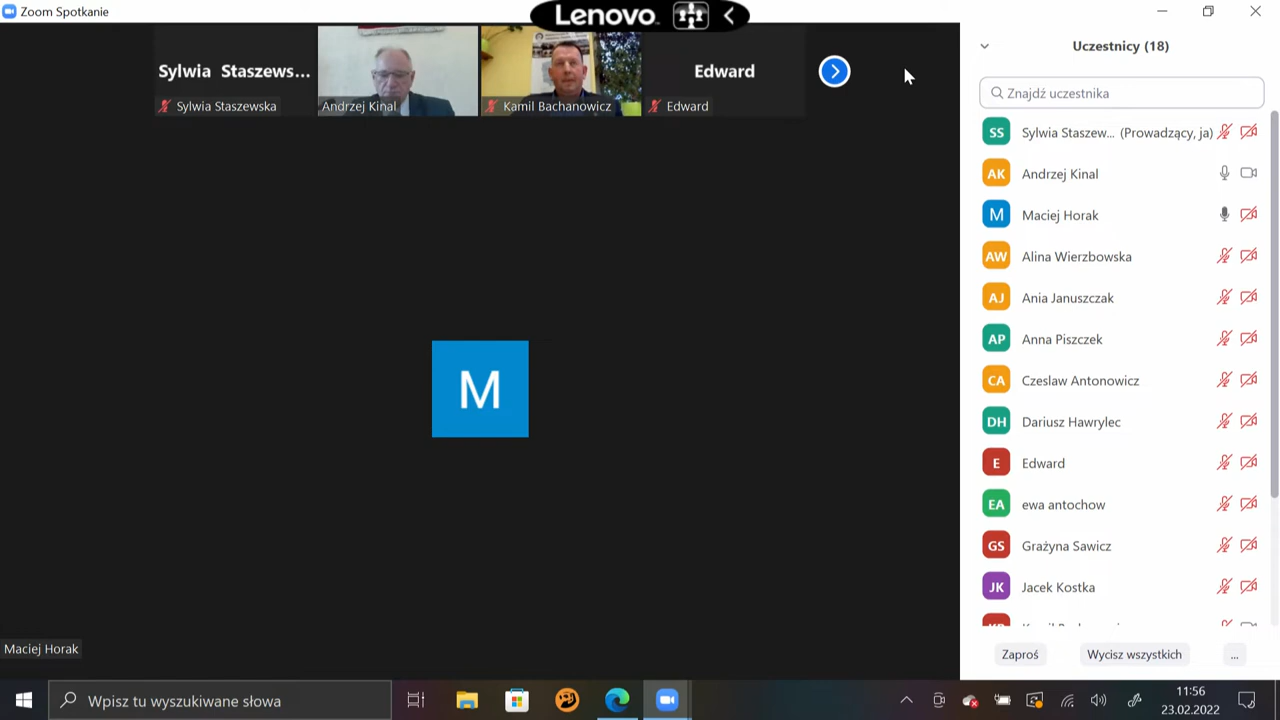 Zoom Spotkanie
Lenovo
Sylwia Staszews...
Sylwia Staszewska
Andrzej Kinal
Kamil Bachanowicz
Edward
Edward
M
Maciej Horak
Uczestnicy (18)
Znajdź uczestnika
SS Sylwia Staszew... (Prowadzący, ja)
AK Andrzej Kinal
M Maciej Horak
AW Alina Wierzbowska
AJ Ania Januszczak
AP Anna Piszczek
CA Czeslaw Antonowicz
DH Dariusz Hawrylec
E Edward
EA ewa antochow
GS Grażyna Sawicz
JK Jacek Kostka
Zaproś
Wycisz wszystkich
...
Wpisz tu wyszukiwane słowa
11:56
23.02.2022